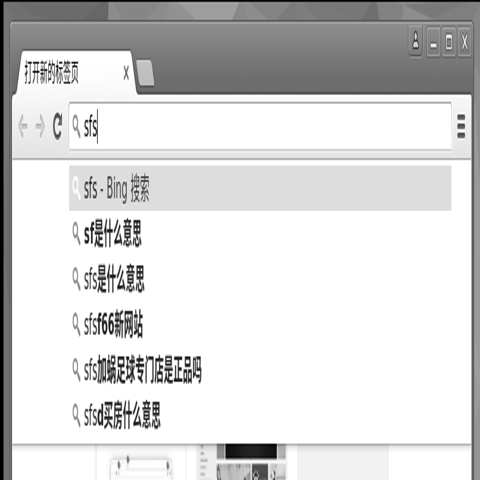 打开新的标签页
sfs
sfs - Bing 搜索
sf是什么意思
sfs是什么意思
sfsf66新网站
sfs加蜗足球专门店是正品吗
sfsd买房什么意思